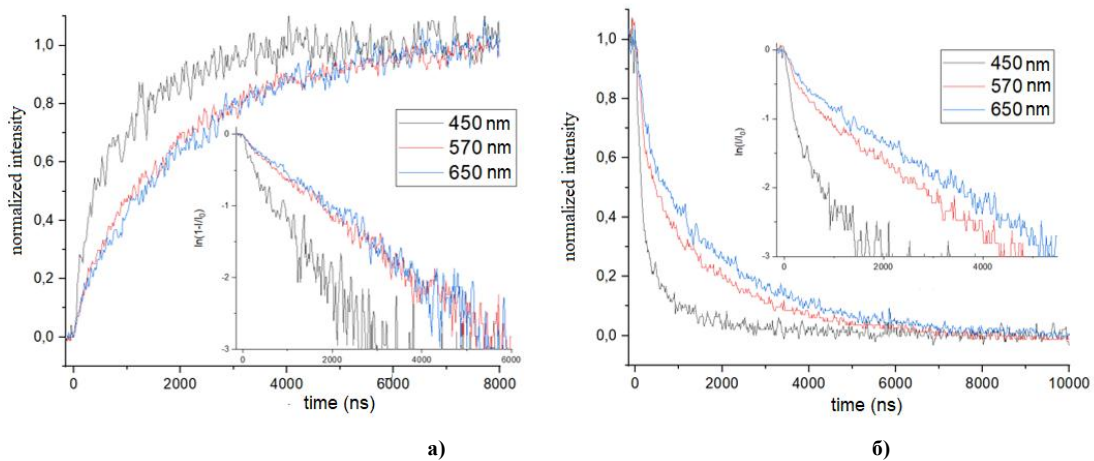 normalized intensity
1,0
0,8
0,6
0,4
0,2
0,0
0
2000
4000
6000
8000
time (ns)
450 nm
570 nm
650 nm
ln(1-I/I₀)
0
-1
-2
-3
0
2000
4000
6000
а)
normalized intensity
1,0
0,8
0,6
0,4
0,2
0,0
0
2000
4000
6000
8000
10000
time (ns)
450 nm
570 nm
650 nm
ln(I/I₀)
0
-1
-2
-3
0
2000
4000
б)